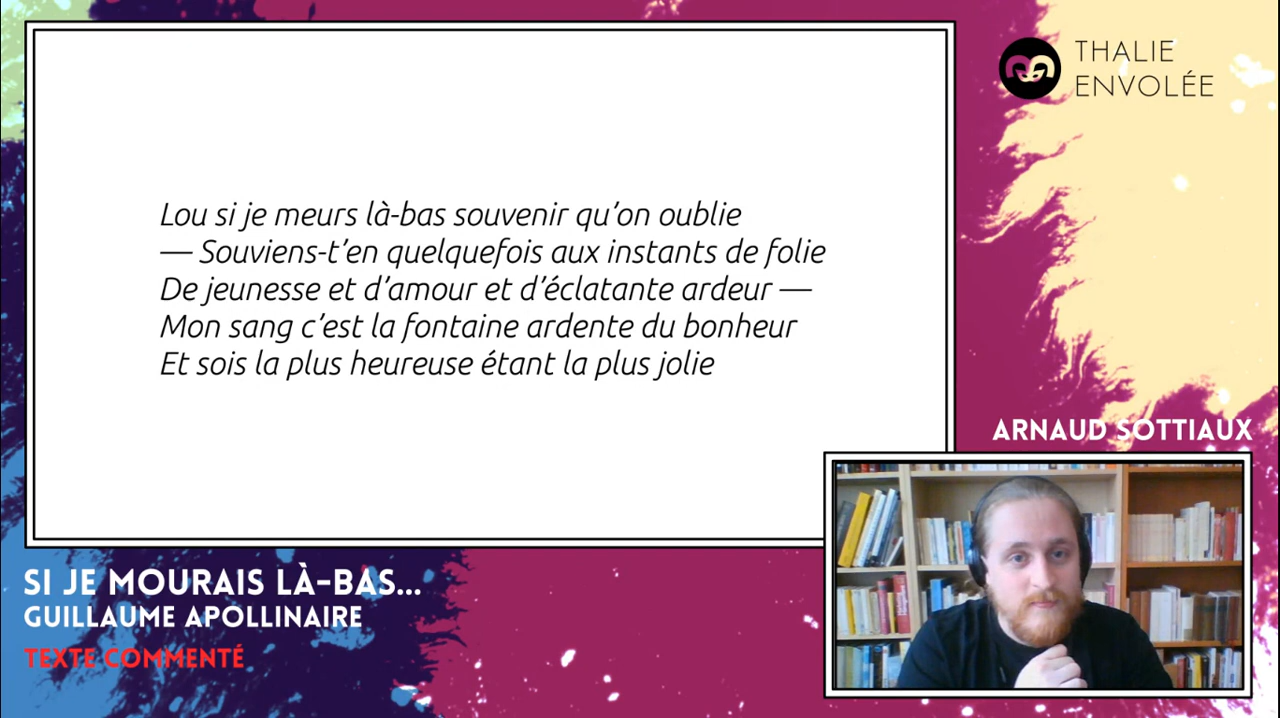 THALIE
ENVOLÉE
Lou si je meurs là-bas souvenir qu’on oublie
— Souviens-t’en quelquefois aux instants de folie
De jeunesse et d’amour et d’éclatante ardeur —
Mon sang c’est la fontaine ardente du bonheur
Et sois la plus heureuse étant la plus jolie
ARNAUD SOTTIAUX
SI JE MOURAIS LÀ-BAS...
GUILLAUME APOLLINAIRE
TEXTE COMMENTÉ